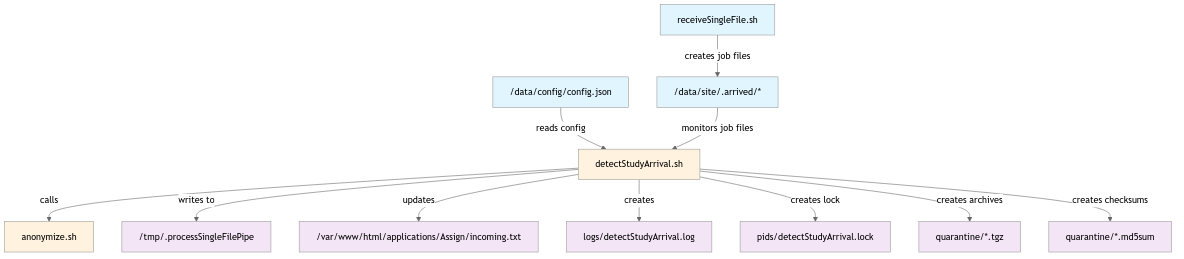 receiveSingleFile.sh
creates job files
/data/config/config.json
/data/site/.arrived/*
reads config
monitors job files
detectStudyArrival.sh
calls
writes to
updates
creates
creates lock
creates archives
creates checksums
anonymize.sh
/tmp/.processSingleFilePipe
/var/www/html/applications/Assign/incoming.txt
logs/detectStudyArrival.log
pids/detectStudyArrival.lock
quarantine/*.tgz
quarantine/*.md5sum